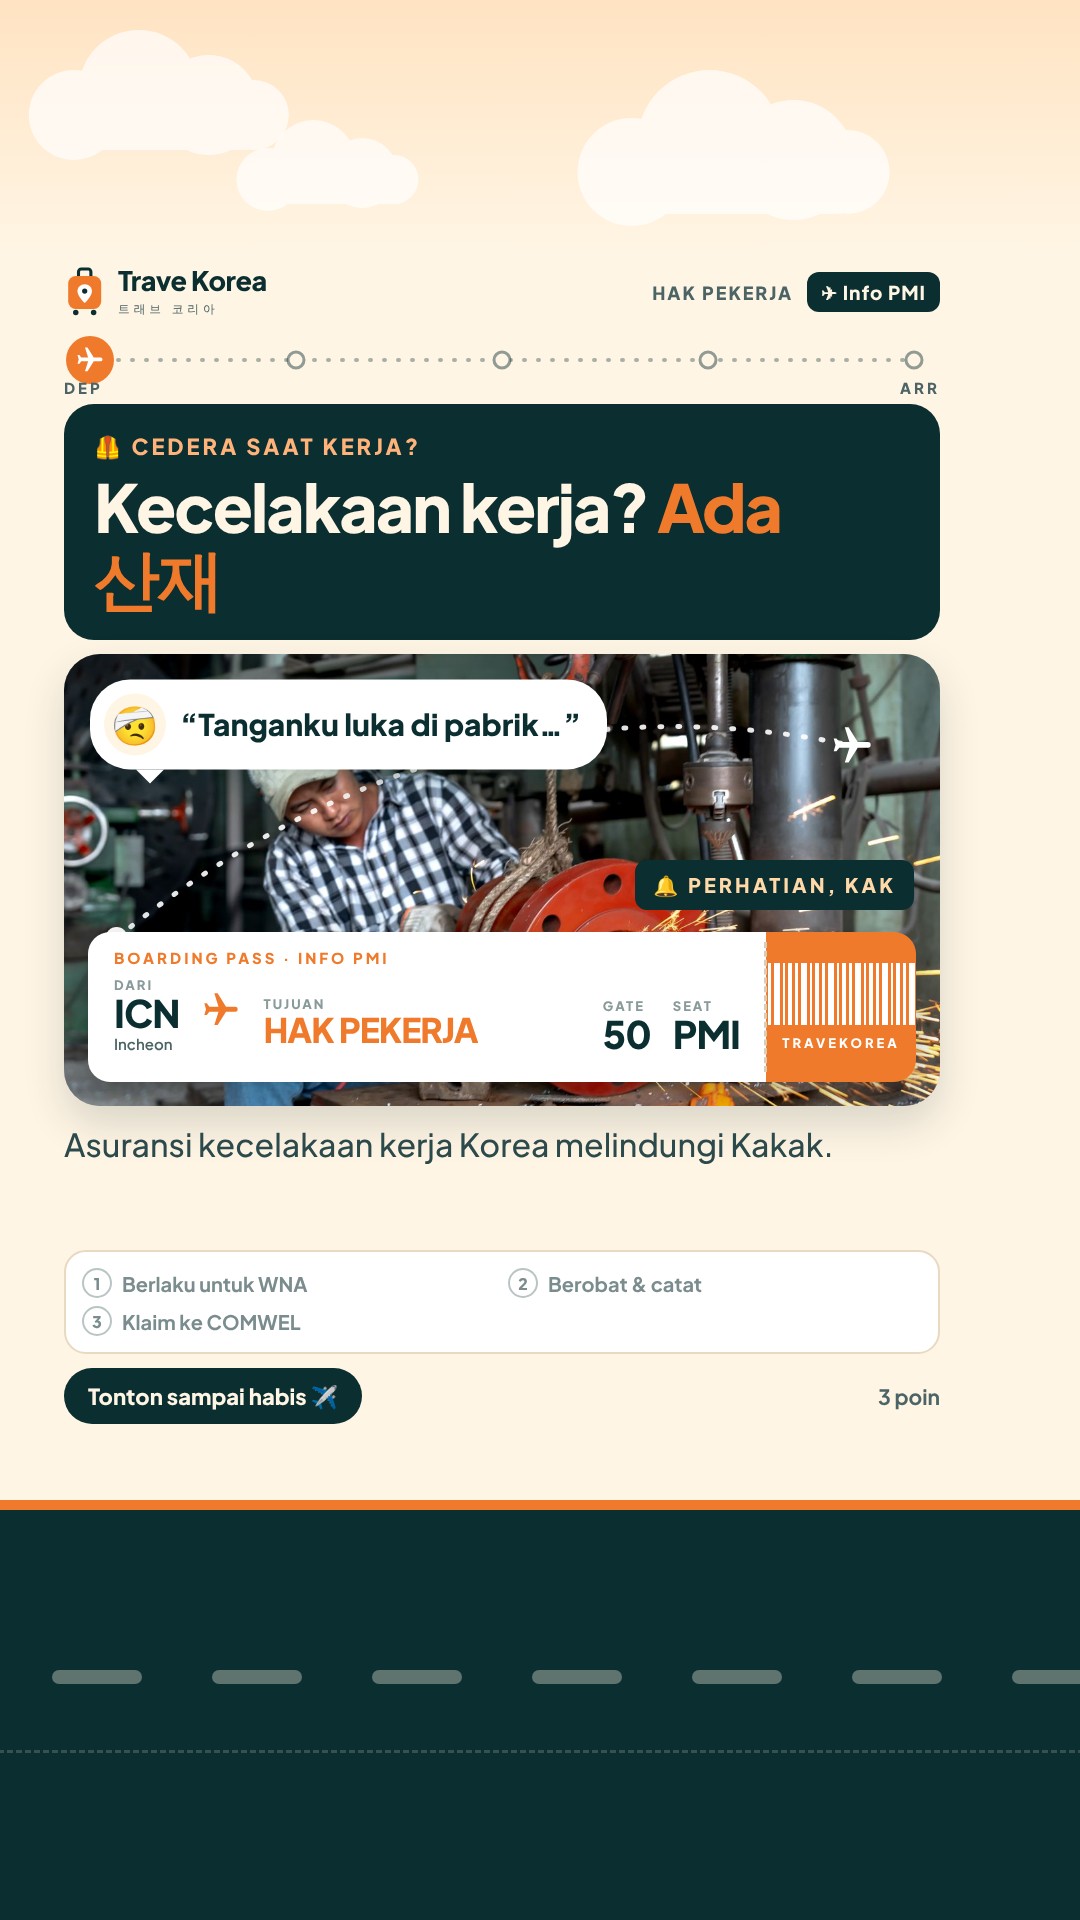 Trave Korea
트래브 코리아
HAK PEKERJA
✈ Info PMI
DEP
ARR
🦺 CEDERA SAAT KERJA?
Kecelakaan kerja? Ada
산재
🤕 “Tanganku luka di pabrik…”
🔔 PERHATIAN, KAK
BOARDING PASS · INFO PMI
DARI
ICN
Incheon
TUJUAN
HAK PEKERJA
GATE
50
SEAT
PMI
TRAVEKOREA
Asuransi kecelakaan kerja Korea melindungi Kakak.
1 Berlaku untuk WNA
2 Berobat & catat
3 Klaim ke COMWEL
Tonton sampai habis ✈️
3 poin